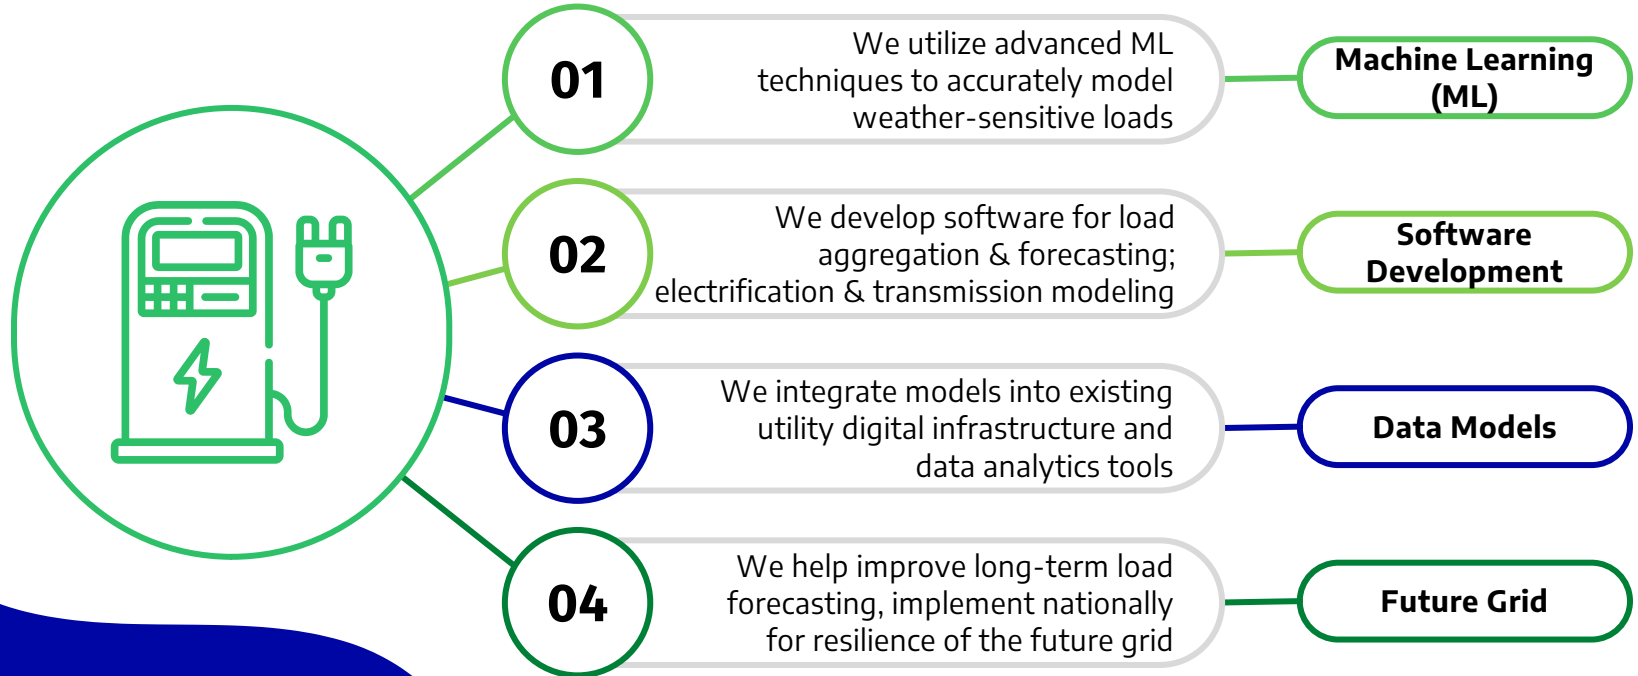 01
We utilize advanced ML
techniques to accurately model
weather-sensitive loads
Machine Learning
(ML)
02
We develop software for load
aggregation & forecasting;
electrification & transmission modeling
Software
Development
03
We integrate models into existing
utility digital infrastructure and
data analytics tools
Data Models
04
We help improve long-term load
forecasting, implement nationally
for resilience of the future grid
Future Grid